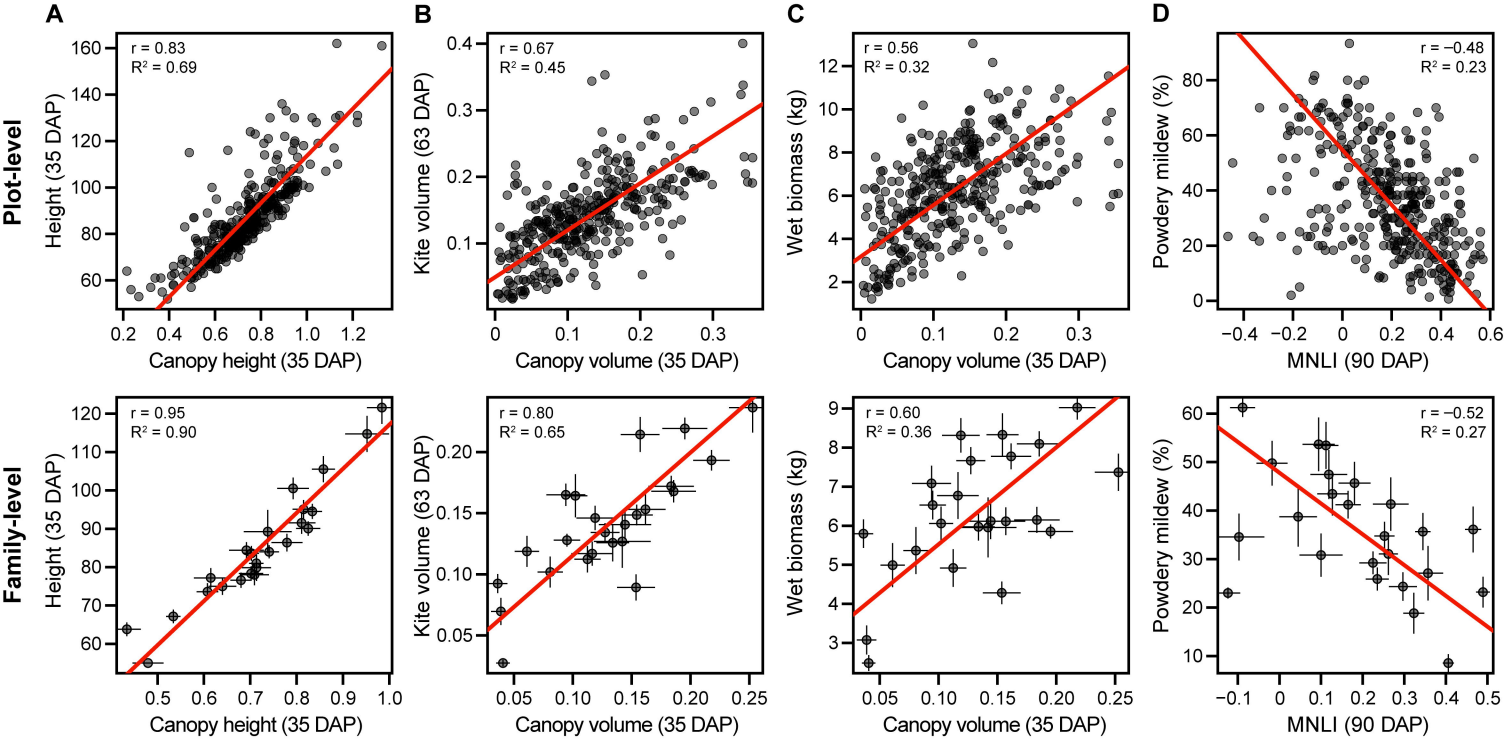 A
B
C
D
Plot-level
Height (35 DAP)
160
140
120
100
80
60
r = 0.83
R² = 0.69
0.2 0.4 0.6 0.8 1.0 1.2
Canopy height (35 DAP)
Kite volume (63 DAP)
0.4
0.3
0.2
0.1
r = 0.67
R² = 0.45
0 0.1 0.2 0.3
Canopy volume (35 DAP)
Wet biomass (kg)
12
10
8
6
4
2
r = 0.56
R² = 0.32
0 0.1 0.2 0.3
Canopy volume (35 DAP)
Powdery mildew (%)
80
60
40
20
0
r = −0.48
R² = 0.23
−0.4 −0.2 0 0.2 0.4 0.6
MNLI (90 DAP)
Family-level
Height (35 DAP)
120
110
100
90
80
70
60
r = 0.95
R² = 0.90
0.5 0.6 0.7 0.8 0.9 1.0
Canopy height (35 DAP)
Kite volume (63 DAP)
0.20
0.15
0.10
0.05
r = 0.80
R² = 0.65
0.05 0.10 0.15 0.20 0.25
Canopy volume (35 DAP)
Wet biomass (kg)
9
8
7
6
5
4
3
r = 0.60
R² = 0.36
0.05 0.10 0.15 0.20 0.25
Canopy volume (35 DAP)
Powdery mildew (%)
60
50
40
30
20
10
r = −0.52
R² = 0.27
−0.1 0 0.1 0.2 0.3 0.4 0.5
MNLI (90 DAP)